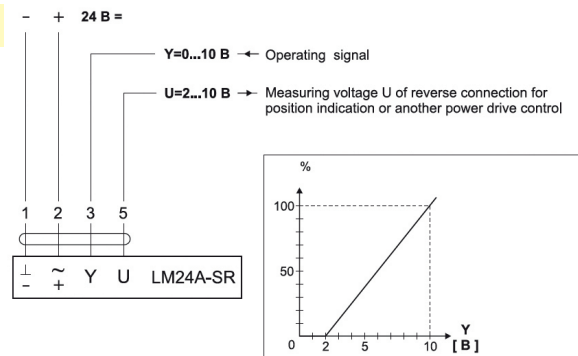 - + 24 B =
Y=0...10 B Operating signal
U=2...10 B Measuring voltage U of reverse connection for
position indication or another power drive control
1 2 3 5
⊥ ~ Y U LM24A-SR
- +
%
100
50
0 2 5 10 Y
[ B ]